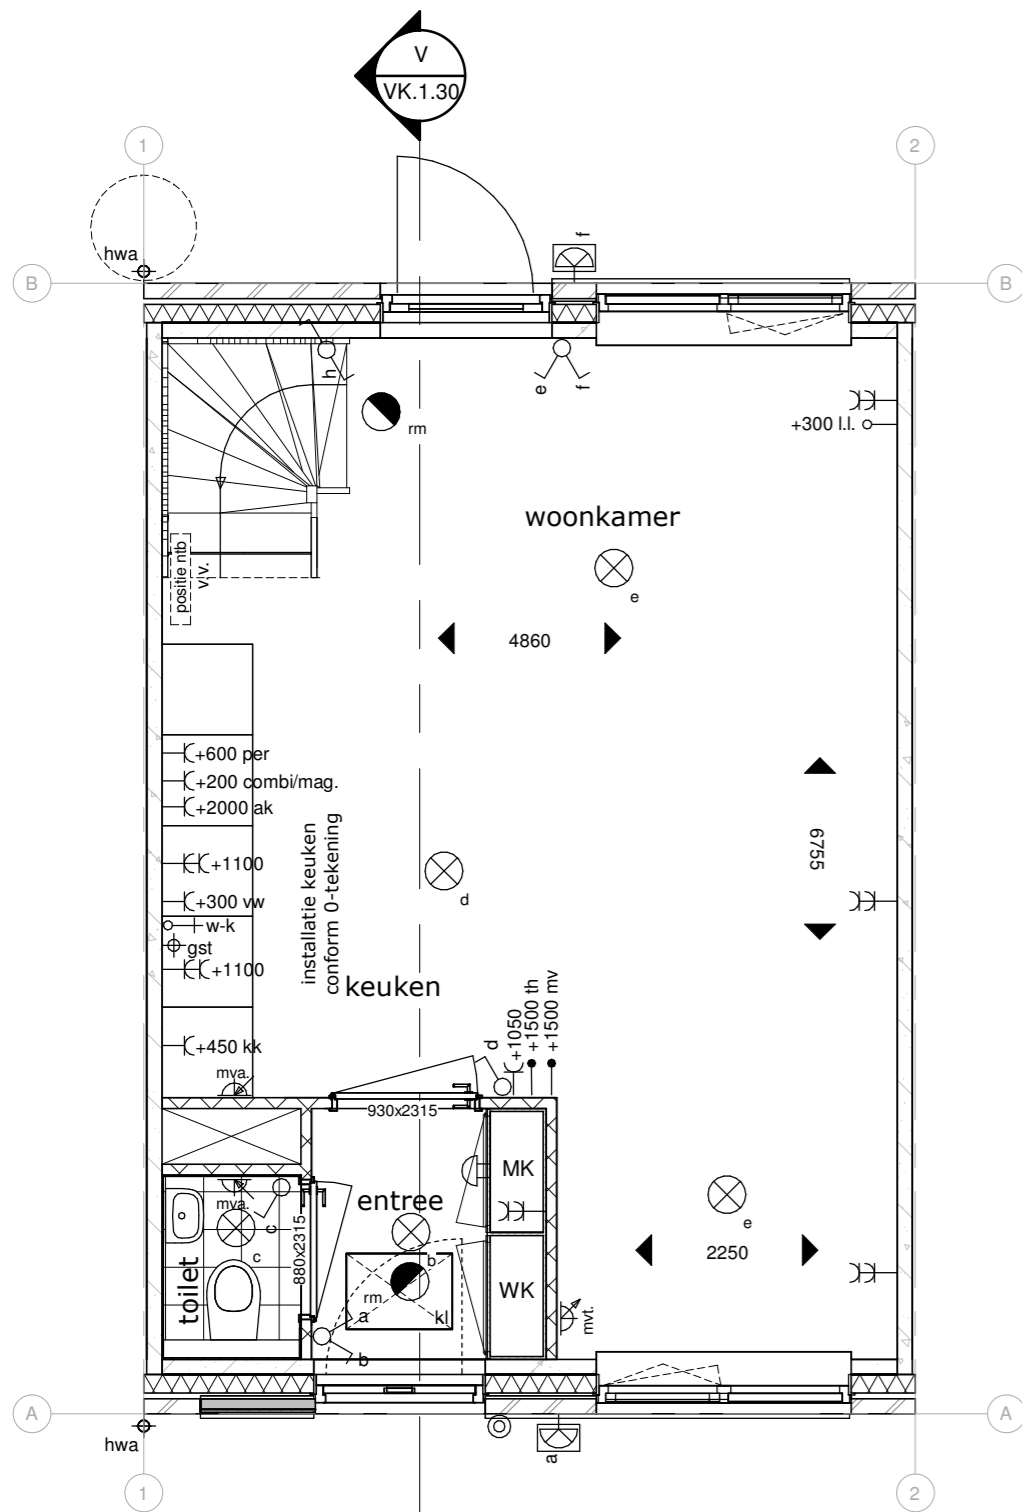 V
VK.1.30
1
2
hwa
f
B
B
h
e
f
rm
+300 l.l.
woonkamer
e
positie ntb
v.v.
4860
+600 per
+200 combi/mag.
+2000 ak
6755
installatie keuken
conform 0-tekening
+1100
d
+300 vw
w-k
gst
+1100
keuken
+1050
+1500 th
+1500 mv
d
+450 kk
mva.
930x2315
MK
mva.
c
entree
e
c
880x2315
b
2250
toilet
rm
a
kl
WK
mvt.
b
A
A
hwa
a
1
2